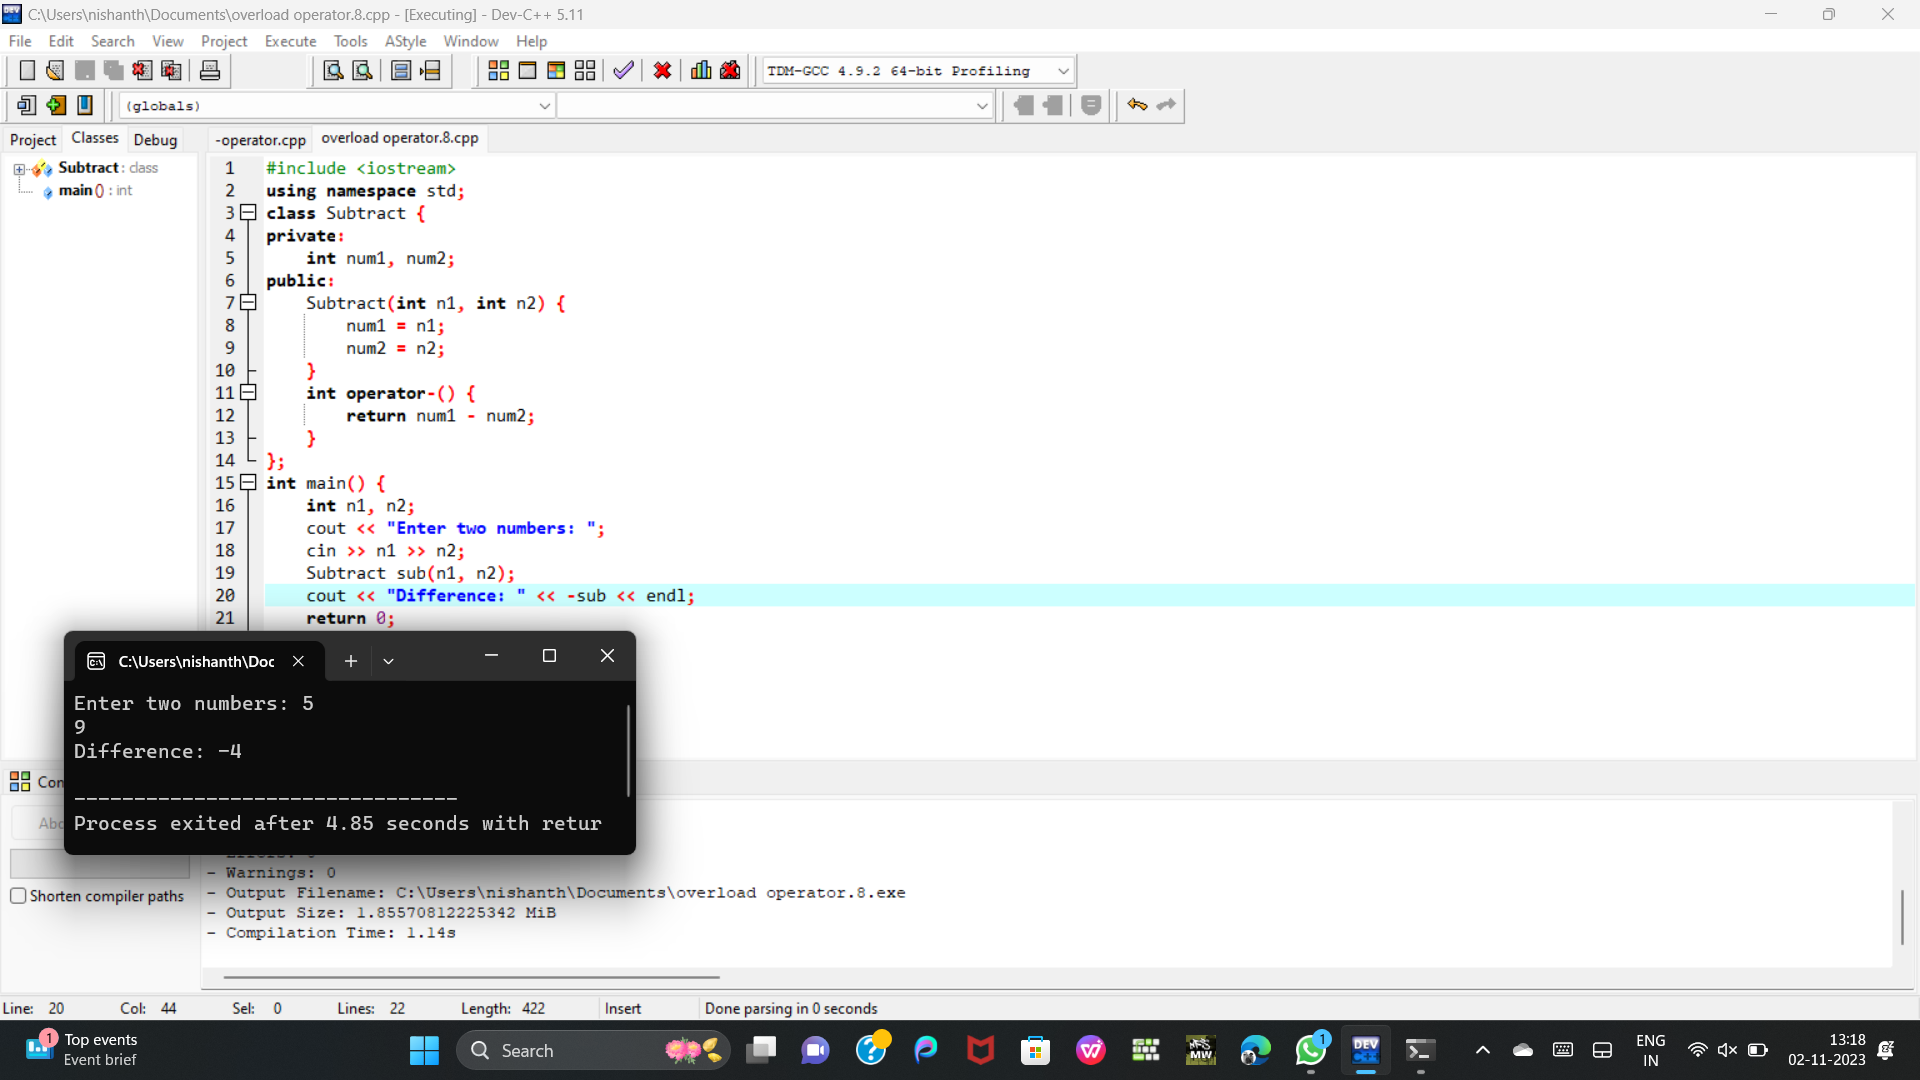 C:\Users\nishanth\Documents\overload operator.8.cpp - [Executing] - Dev-C++ 5.11
File Edit Search View Project Execute Tools AStyle Window Help
TDM-GCC 4.9.2 64-bit Profiling
(globals)
Project Classes Debug -operator.cpp overload operator.8.cpp
Subtract : class
main () : int
1 #include <iostream>
2 using namespace std;
3 class Subtract {
4 private:
5 int num1, num2;
6 public:
7 Subtract(int n1, int n2) {
8 num1 = n1;
9 num2 = n2;
10 }
11 int operator-() {
12 return num1 - num2;
13 }
14 };
15 int main() {
16 int n1, n2;
17 cout << "Enter two numbers: ";
18 cin >> n1 >> n2;
19 Subtract sub(n1, n2);
20 cout << "Difference: " << -sub << endl;
21 return 0;
C:\Users\nishanth\Doc
Enter two numbers: 5
9
Difference: -4
--------------------------------
Process exited after 4.85 seconds with retur
- Warnings: 0
- Output Filename: C:\Users\nishanth\Documents\overload operator.8.exe
- Output Size: 1.85570812225342 MiB
- Compilation Time: 1.14s
Shorten compiler paths
Line: 20 Col: 44 Sel: 0 Lines: 22 Length: 422 Insert Done parsing in 0 seconds
1 Top events
Event brief
Search
MW
1
DEV
ENG
IN
13:18
02-11-2023